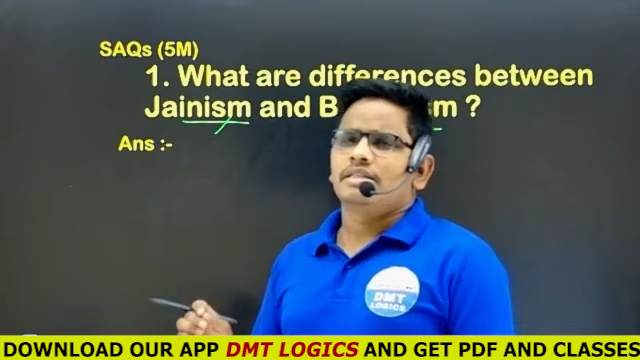 SAQs (5M)
1. What are differences between
Jainism and B sm ?
Ans :-
DMT
LOGICS
DOWNLOAD OUR APP DMT LOGICS AND GET PDF AND CLASSES